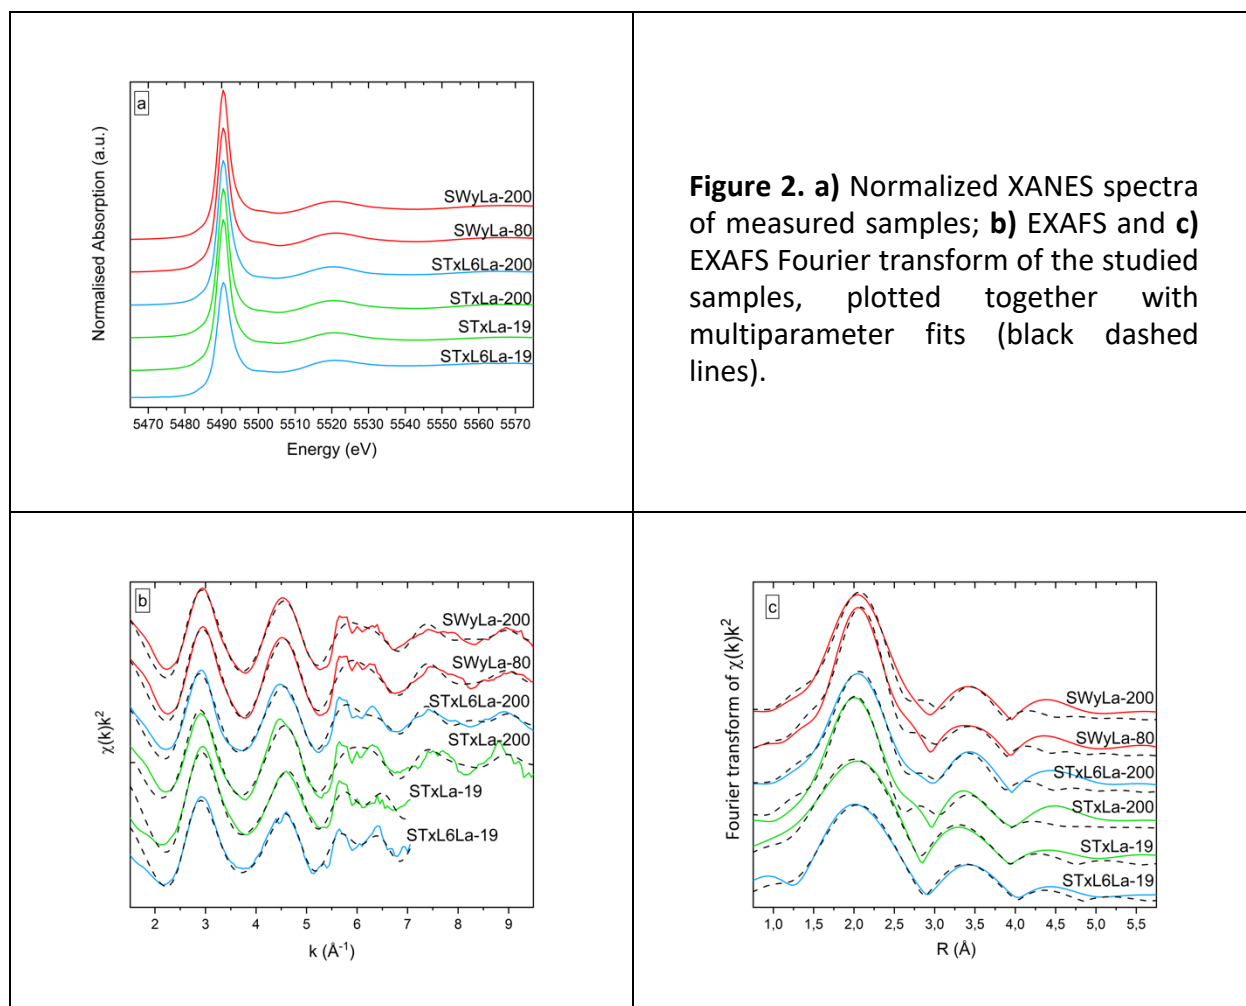 a
Normalised Absorption (a.u.)
SWyLa-200
SWyLa-80
STxL6La-200
STxLa-200
STxLa-19
STxL6La-19
5470 5480 5490 5500 5510 5520 5530 5540 5550 5560 5570
Energy (eV)
Figure 2. a) Normalized XANES spectra
of measured samples; b) EXAFS and c)
EXAFS Fourier transform of the studied
samples, plotted together with
multiparameter fits (black dashed
lines).
b
χ(k)k²
SWyLa-200
SWyLa-80
STxL6La-200
STxLa-200
STxLa-19
STxL6La-19
2 3 4 5 6 7 8 9
k (Å⁻¹)
c
Fourier transform of χ(k)k²
SWyLa-200
SWyLa-80
STxL6La-200
STxLa-200
STxLa-19
STxL6La-19
1,0 1,5 2,0 2,5 3,0 3,5 4,0 4,5 5,0 5,5
R (Å)